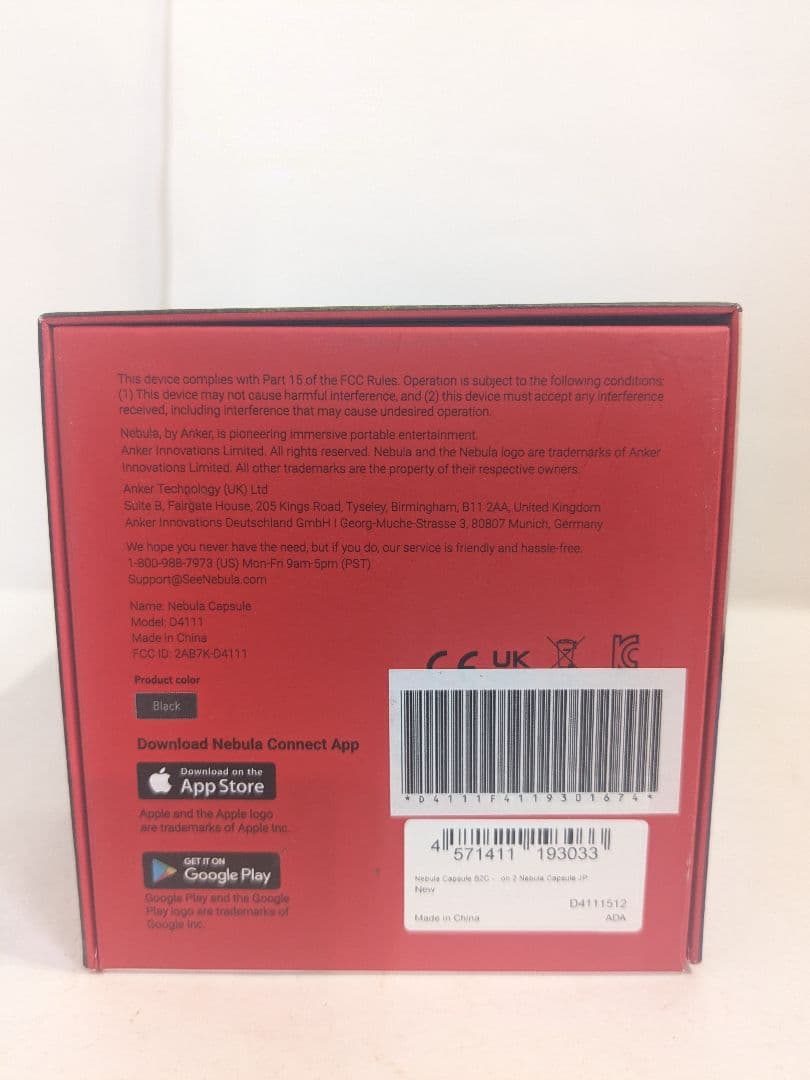 This device complies with Part 15 of the FCC Rules. Operation is subject to the following conditions:
(1) This device may not cause harmful interference, and (2) this device must accept any interference
received, including interference that may cause undesired operation.
Nebula, by Anker, is pioneering immersive portable entertainment.
Anker Innovations Limited. All rights reserved. Nebula and the Nebula logo are trademarks of Anker
Innovations Limited. All other trademarks are the property of their respective owners.
Anker Technology (UK) Ltd
Suite B, Fairgate House, 205 Kings Road, Tyseley, Birmingham, B11 2AA, United Kingdom
Anker Innovations Deutschland GmbH I Georg-Muche-Strasse 3, 80807 Munich, Germany
We hope you never have the need, but if you do, our service is friendly and hassle-free.
1-800-988-7973 (US) Mon-Fri 9am-5pm (PST)
Support@SeeNebula.com
Name: Nebula Capsule
Model: D4111
Made in China
FCC ID: 2AB7K-D4111
CE UK
Product color
Black
Download Nebula Connect App
Download on the
App Store
Apple and the Apple logo
are trademarks of Apple Inc.
GET IT ON
Google Play
Google Play and the Google
Play logo are trademarks of
Google Inc.
*D4111F4119301674*
4 571411 193033
Nebula Capsule B2C - on 2 Nebula Capsule JP
New
D4111512
Made in China ADA